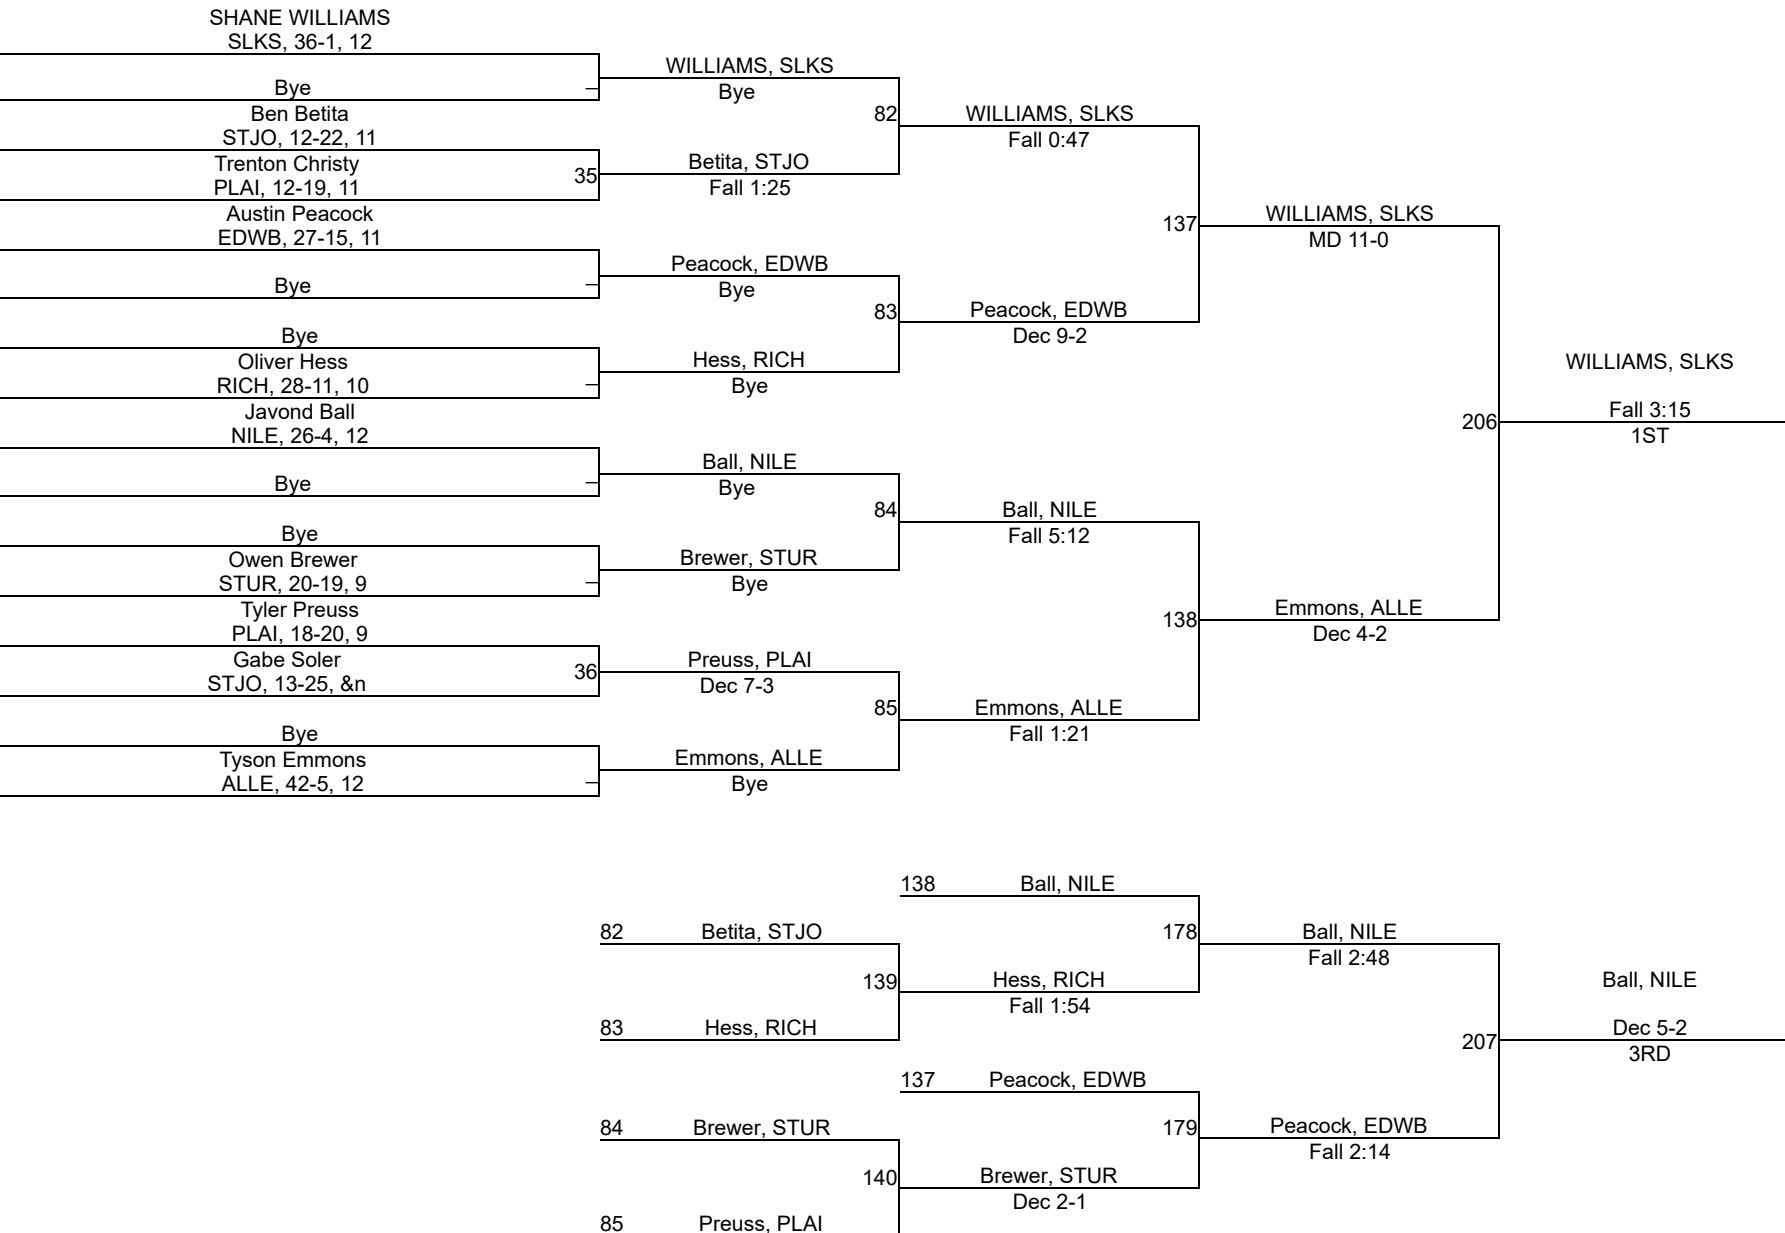 SHANE WILLIAMS
SLKS, 36-1, 12
Bye
Ben Betita
STJO, 12-22, 11
Trenton Christy
PLAI, 12-19, 11
35
Austin Peacock
EDWB, 27-15, 11
Bye
Bye
Oliver Hess
RICH, 28-11, 10
Javond Ball
NILE, 26-4, 12
Bye
Bye
Owen Brewer
STUR, 20-19, 9
Tyler Preuss
PLAI, 18-20, 9
Gabe Soler
STJO, 13-25, &n
36
Bye
Tyson Emmons
ALLE, 42-5, 12
WILLIAMS, SLKS
Bye
82
Betita, STJO
Fall 1:25
Peacock, EDWB
Bye
83
Hess, RICH
Bye
Ball, NILE
Bye
84
Brewer, STUR
Bye
Preuss, PLAI
Dec 7-3
85
Emmons, ALLE
Bye
WILLIAMS, SLKS
Fall 0:47
137
Peacock, EDWB
Dec 9-2
Ball, NILE
Fall 5:12
138
Emmons, ALLE
Fall 1:21
WILLIAMS, SLKS
MD 11-0
206
Emmons, ALLE
Dec 4-2
WILLIAMS, SLKS
Fall 3:15
1ST
82 Betita, STJO
139
83 Hess, RICH
84 Brewer, STUR
140
85 Preuss, PLAI
138 Ball, NILE
178
Hess, RICH
Fall 1:54
137 Peacock, EDWB
179
Brewer, STUR
Dec 2-1
Ball, NILE
Fall 2:48
207
Peacock, EDWB
Fall 2:14
Ball, NILE
Dec 5-2
3RD